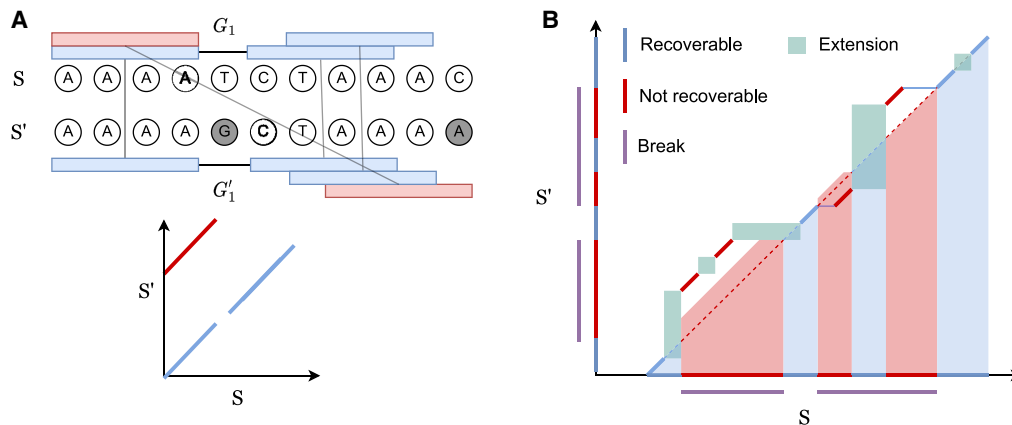 A
G₁
S A A A A T C T A A A C
S' A A A A G C T A A A A
G'₁
S'
S
B
Recoverable
Extension
Not recoverable
Break
S'
S